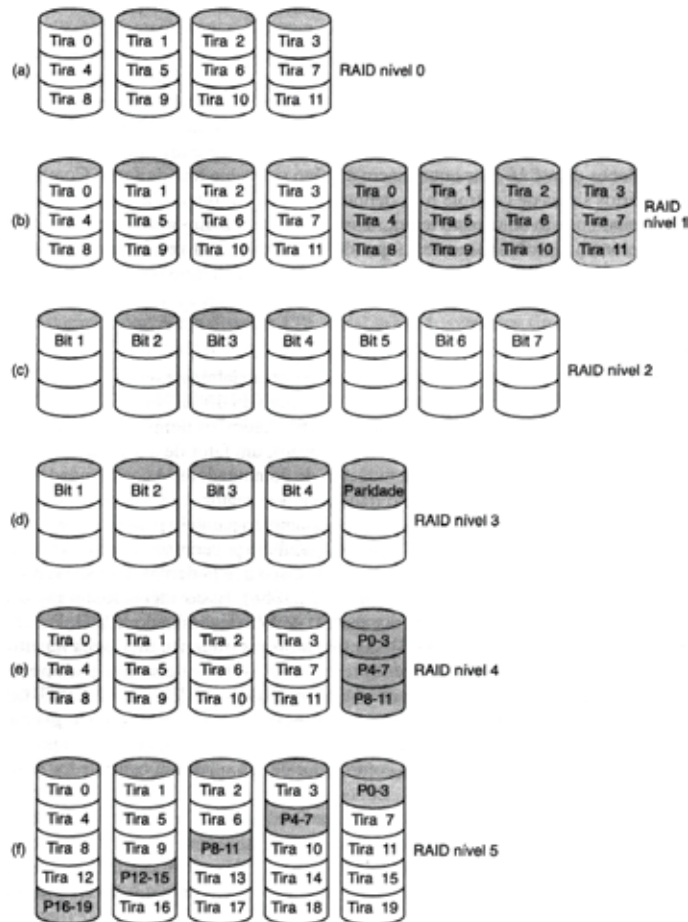 (a) Tira 0 Tira 1 Tira 2 Tira 3 RAID nível 0
Tira 4 Tira 5 Tira 6 Tira 7
Tira 8 Tira 9 Tira 10 Tira 11
(b) Tira 0 Tira 1 Tira 2 Tira 3 Tira 0 Tira 1 Tira 2 Tira 3 RAID nível 1
Tira 4 Tira 5 Tira 6 Tira 7 Tira 4 Tira 5 Tira 6 Tira 7
Tira 8 Tira 9 Tira 10 Tira 11 Tira 8 Tira 9 Tira 10 Tira 11
(c) Bit 1 Bit 2 Bit 3 Bit 4 Bit 5 Bit 6 Bit 7 RAID nível 2
(d) Bit 1 Bit 2 Bit 3 Bit 4 Paridade RAID nível 3
(e) Tira 0 Tira 1 Tira 2 Tira 3 P0-3 RAID nível 4
Tira 4 Tira 5 Tira 6 Tira 7 P4-7
Tira 8 Tira 9 Tira 10 Tira 11 P8-11
(f) Tira 0 Tira 1 Tira 2 Tira 3 P0-3 RAID nível 5
Tira 4 Tira 5 Tira 6 P4-7 Tira 7
Tira 8 Tira 9 P8-11 Tira 10 Tira 11
Tira 12 P12-15 Tira 13 Tira 14 Tira 15
P16-19 Tira 16 Tira 17 Tira 18 Tira 19